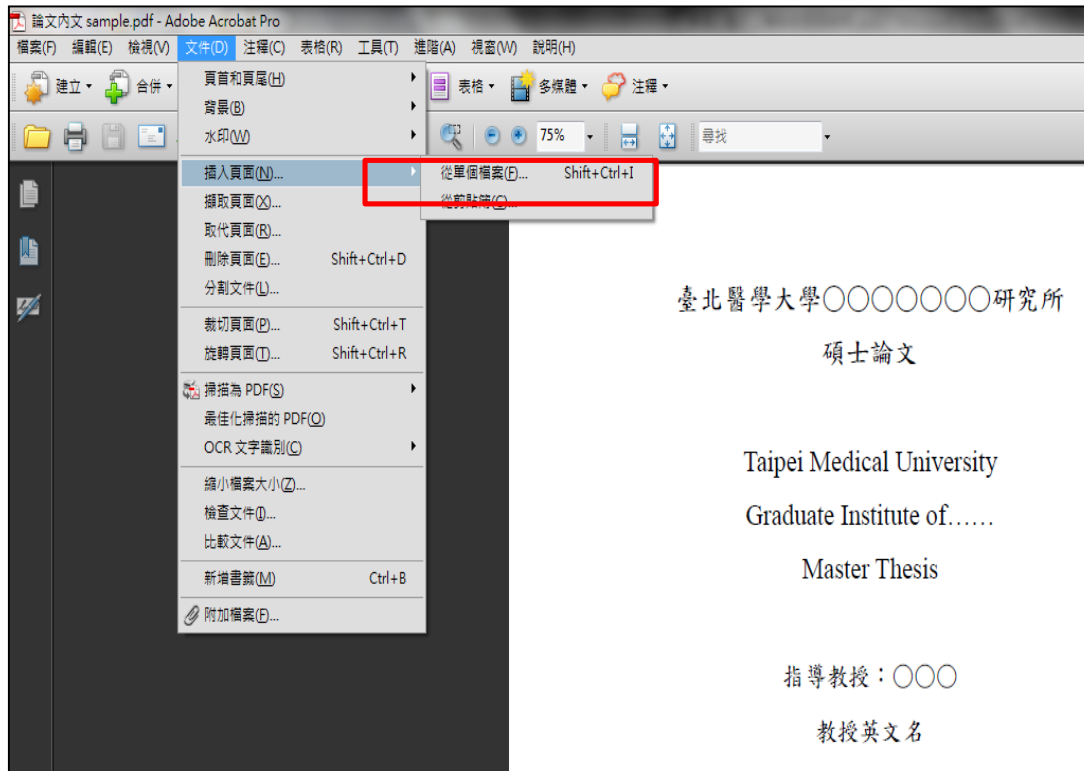 論文內文 sample.pdf - Adobe Acrobat Pro
檔案(F) 編輯(E) 檢視(V) 文件(D) 注釋(C) 表格(R) 工具(T) 進階(A) 視窗(W) 說明(H)
建立 合併 表格 多媒體 注釋
75% 尋找
頁首和頁尾(H)
背景(B)
水印(W)
插入頁面(N)...
從單個檔案(F)... Shift+Ctrl+I
從剪貼簿(C)...
擷取頁面(X)...
取代頁面(R)...
刪除頁面(E)... Shift+Ctrl+D
分割文件(L)...
裁切頁面(P)... Shift+Ctrl+T
旋轉頁面(T)... Shift+Ctrl+R
掃描為 PDF(S)
最佳化掃描的 PDF(O)
OCR 文字識別(C)
縮小檔案大小(Z)...
檢查文件(I)...
比較文件(A)...
新增書籤(M) Ctrl+B
附加檔案(F)...
臺北醫學大學○○○○○○○研究所
碩士論文
Taipei Medical University
Graduate Institute of……
Master Thesis
指導教授：○○○
教授英文名